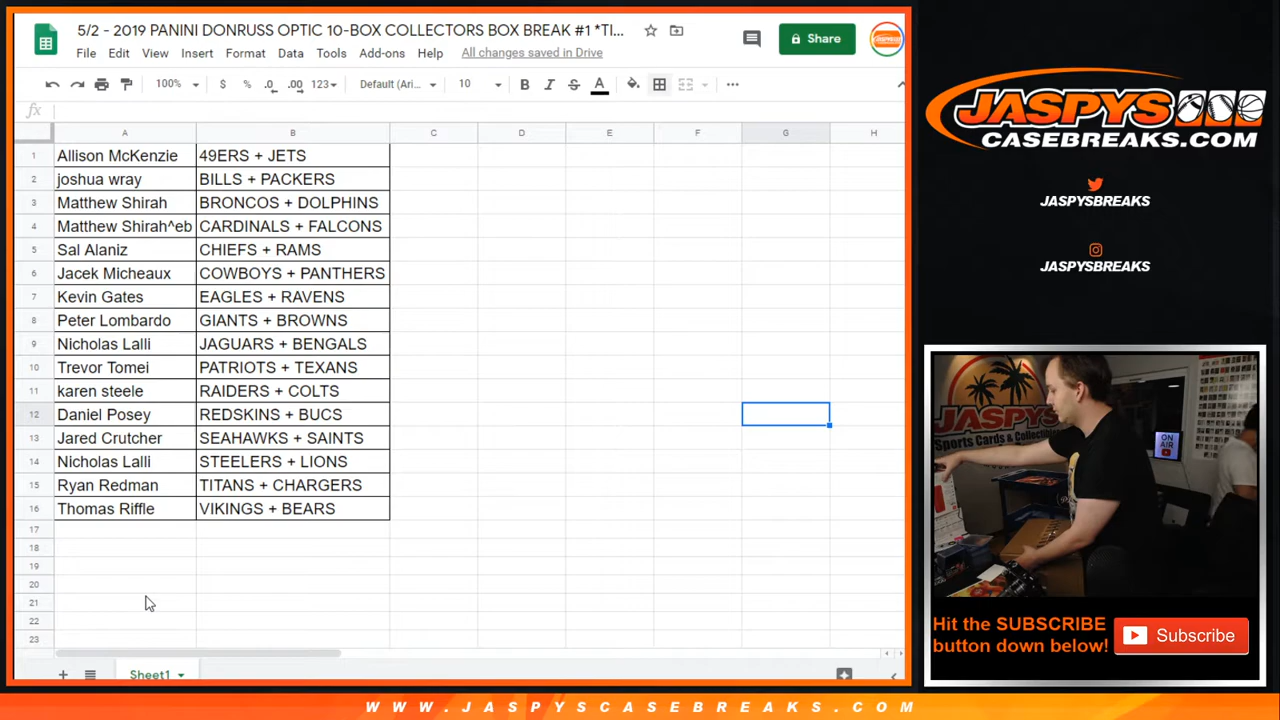 5/2 - 2019 PANINI DONRUSS OPTIC 10-BOX COLLECTORS BOX BREAK #1 *TI...
File Edit View Insert Format Data Tools Add-ons Help All changes saved in Drive
Share
100% $ % .0 .00 123 Default (Ari... 10 B I S A
fx
A B C D E F G H
1 Allison McKenzie 49ERS + JETS
2 joshua wray BILLS + PACKERS
3 Matthew Shirah BRONCOS + DOLPHINS
4 Matthew Shirah^eb CARDINALS + FALCONS
5 Sal Alaniz CHIEFS + RAMS
6 Jacek Micheaux COWBOYS + PANTHERS
7 Kevin Gates EAGLES + RAVENS
8 Peter Lombardo GIANTS + BROWNS
9 Nicholas Lalli JAGUARS + BENGALS
10 Trevor Tomei PATRIOTS + TEXANS
11 karen steele RAIDERS + COLTS
12 Daniel Posey REDSKINS + BUCS
13 Jared Crutcher SEAHAWKS + SAINTS
14 Nicholas Lalli STEELERS + LIONS
15 Ryan Redman TITANS + CHARGERS
16 Thomas Riffle VIKINGS + BEARS
17
18
19
20
21
22
23
Sheet1
JASPYS
CASEBREAKS.COM
JASPYSBREAKS
JASPYSBREAKS
JASPYS
Sports Cards & Collectibles
ON
AIR
Hit the SUBSCRIBE
button down below!
Subscribe
WWW.JASPYSCASEBREAKS.COM